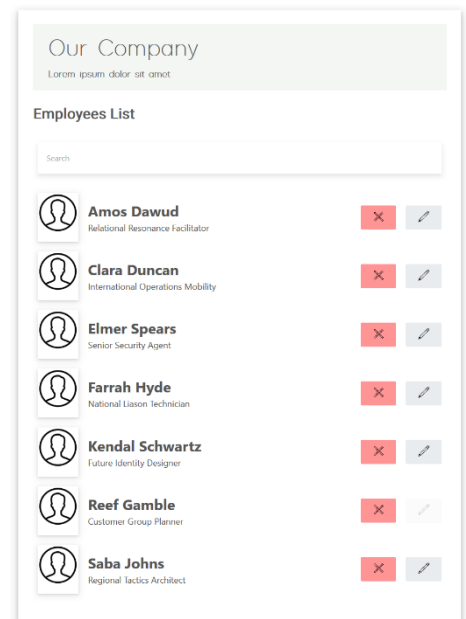 Our Company
Lorem ipsum dolor sit amet
Employees List
Search
Amos Dawud
Relational Resonance Facilitator
Clara Duncan
International Operations Mobility
Elmer Spears
Senior Security Agent
Farrah Hyde
National Liason Technician
Kendal Schwartz
Future Identity Designer
Reef Gamble
Customer Group Planner
Saba Johns
Regional Tactics Architect